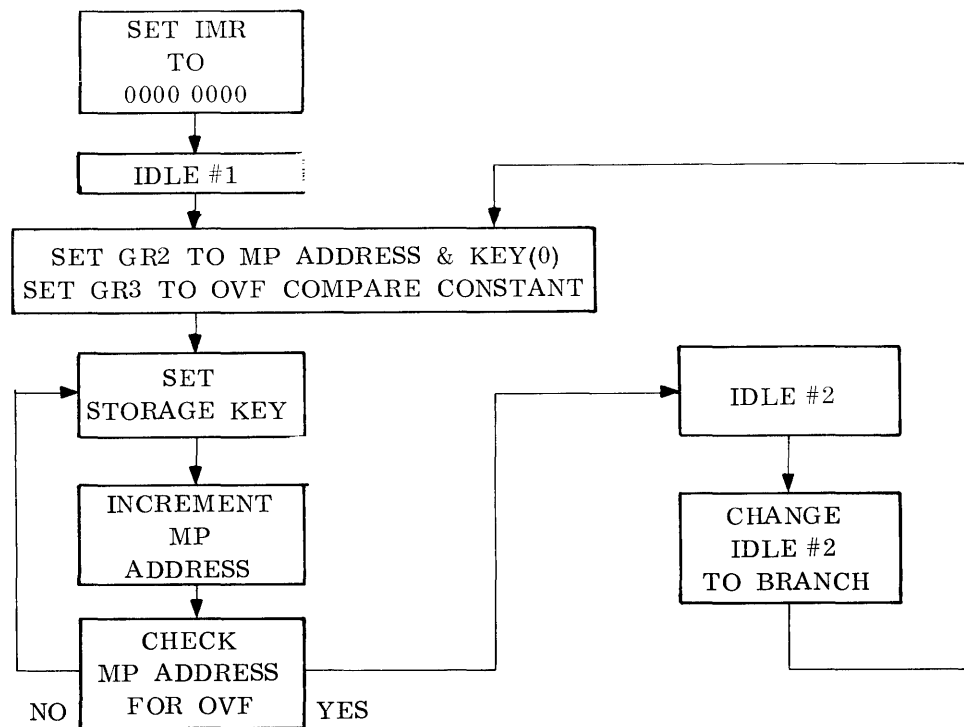 SET IMR
TO
0000 0000
IDLE #1
SET GR2 TO MP ADDRESS & KEY(0)
SET GR3 TO OVF COMPARE CONSTANT
SET
STORAGE KEY
INCREMENT
MP
ADDRESS
CHECK
MP ADDRESS
FOR OVF
NO
YES
IDLE #2
CHANGE
IDLE #2
TO BRANCH